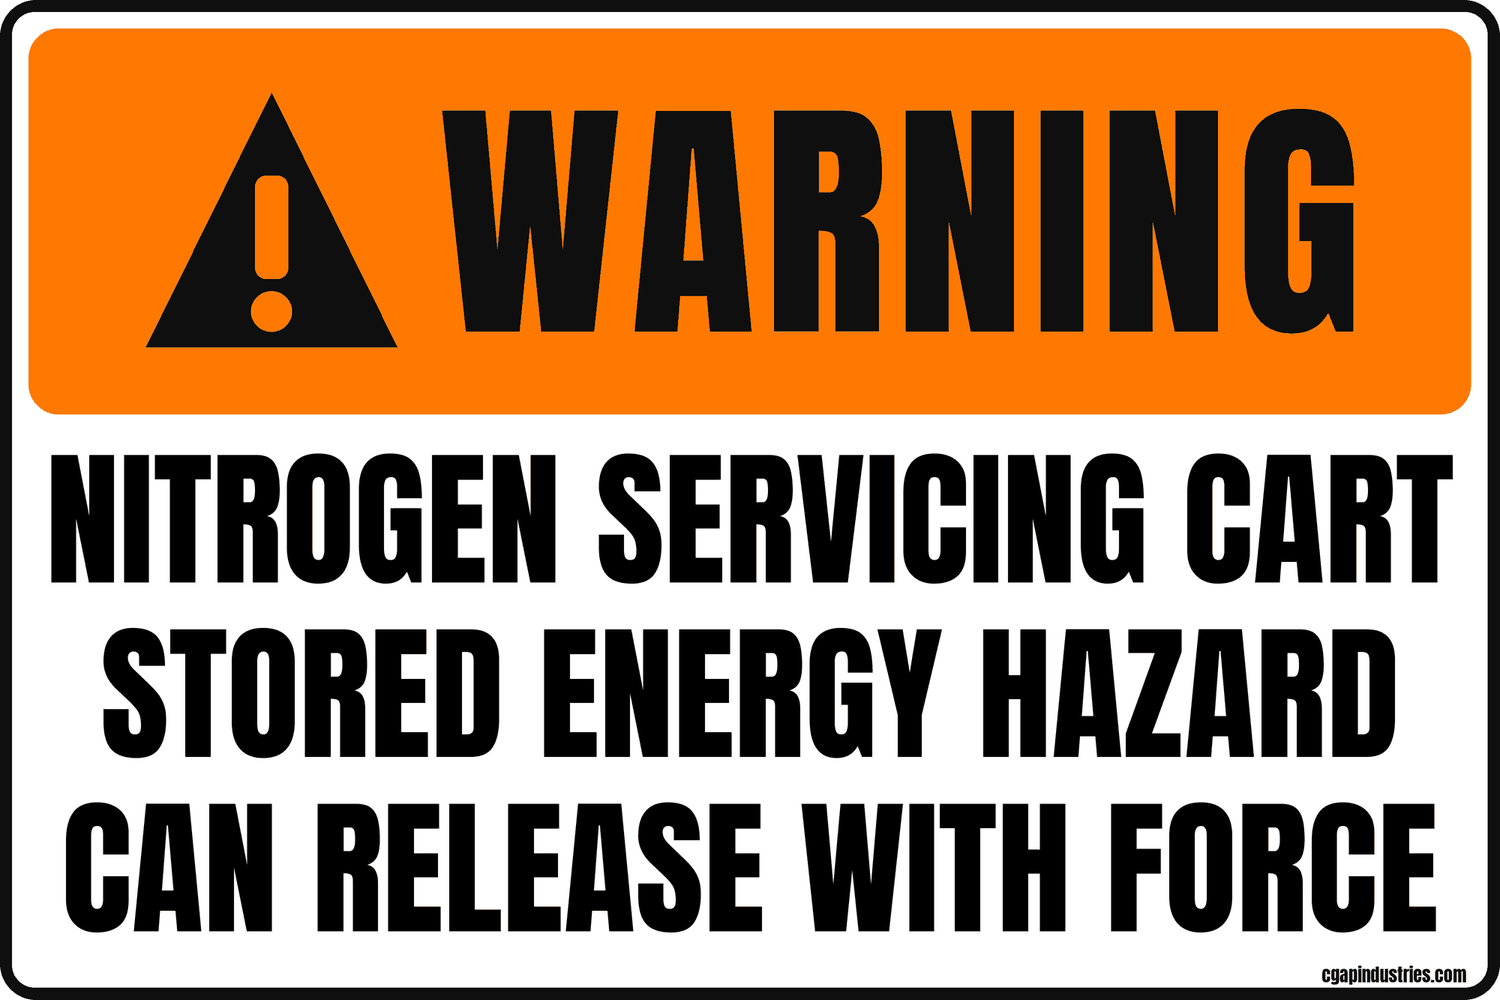 WARNING
NITROGEN SERVICING CART
STORED ENERGY HAZARD
CAN RELEASE WITH FORCE
cgapindustries.com